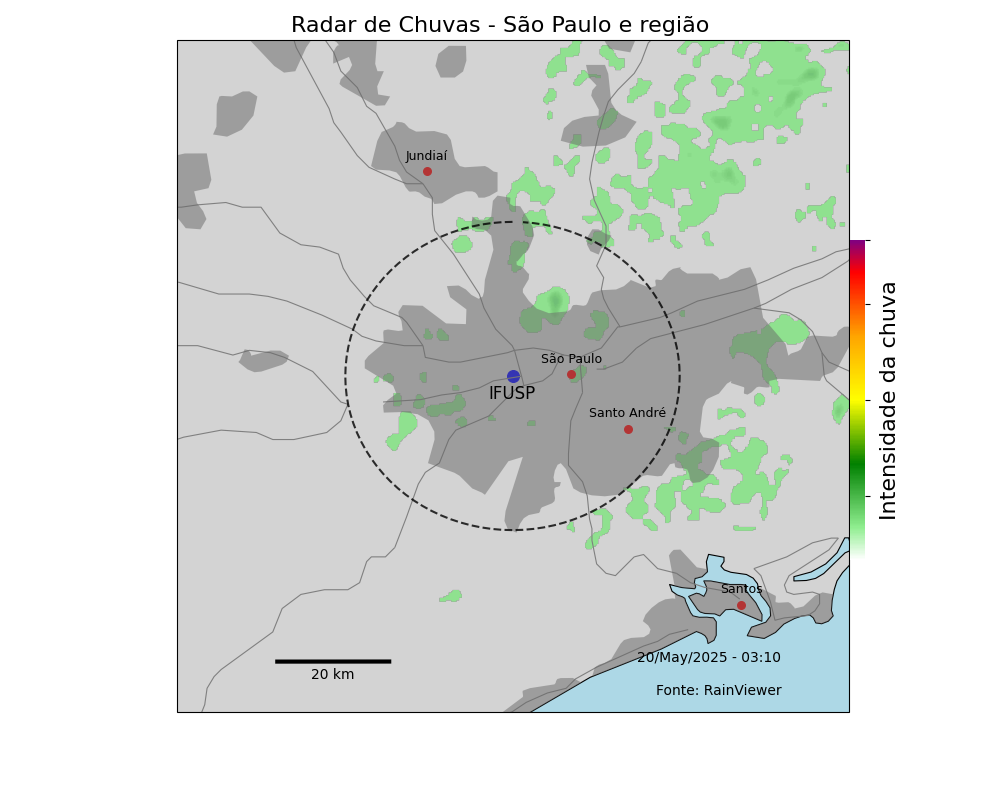 Radar de Chuvas - São Paulo e região
Jundiaí
São Paulo
IFUSP
Santo André
Intensidade da chuva
Santos
20/May/2025 - 03:10
20 km
Fonte: RainViewer